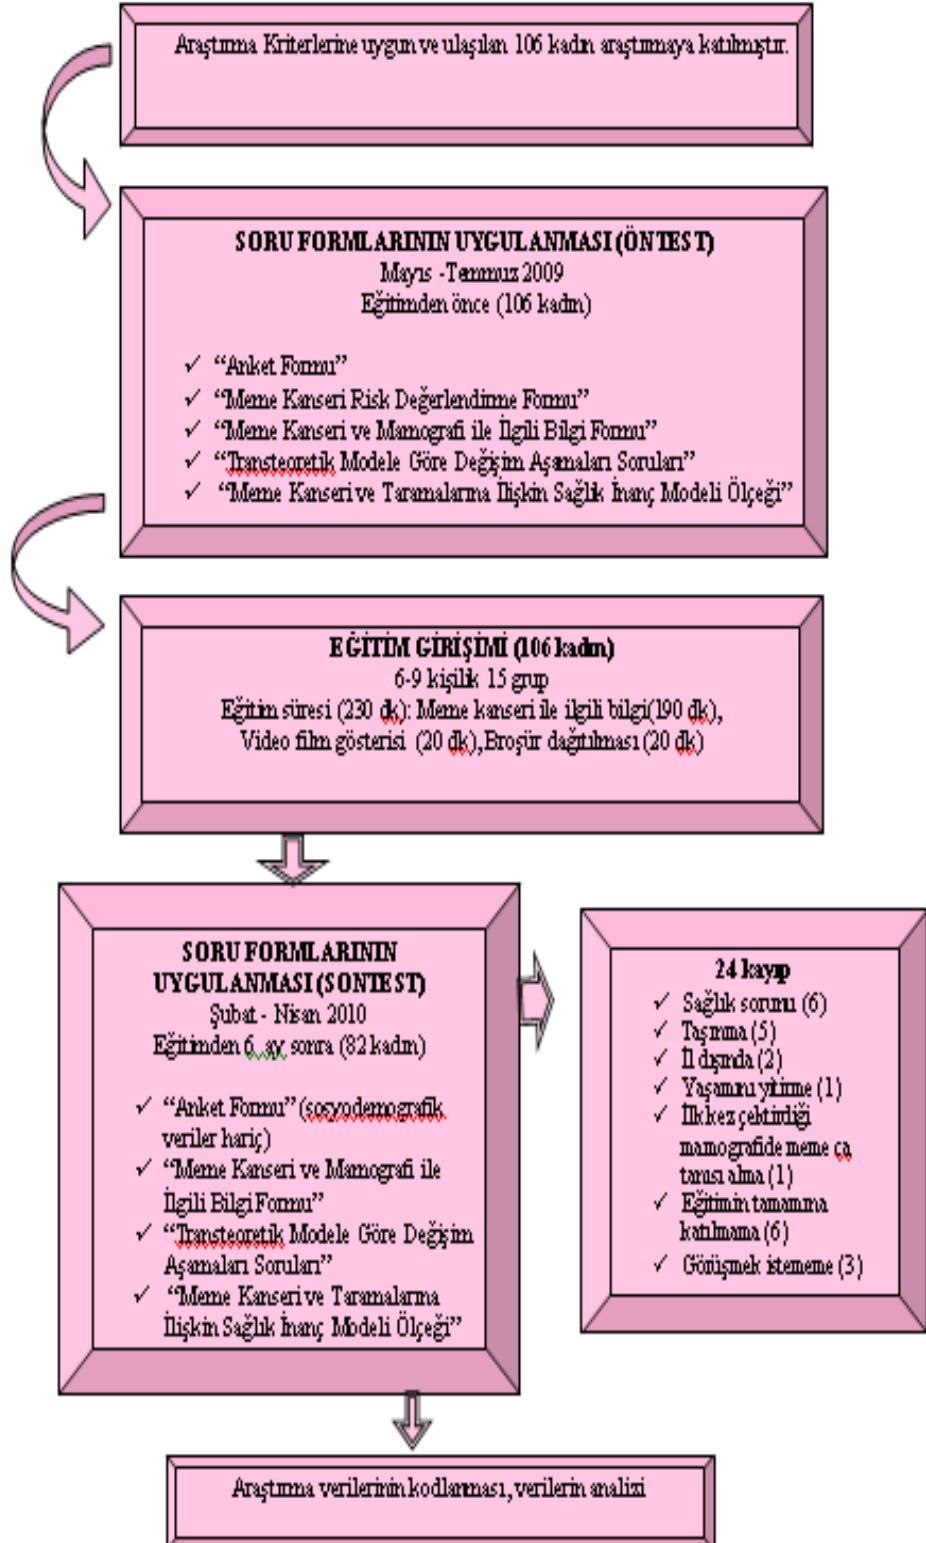 Araştırma Kriterlerine uygun ve ulaşılan 106 kadın araştırmaya katılmıştır.
SORU FORMLARININ UYGULANMASI (ÖNTEST)
Mayıs -Temmuz 2009
Eğitimden önce (106 kadın)
✓ “Anket Formu”
✓ “Meme Kanseri Risk Değerlendirme Formu”
✓ “Meme Kanseri ve Mamografi ile İlgili Bilgi Formu”
✓ “Transteoretik Modele Göre Değişim Aşamaları Soruları”
✓ “Meme Kanseri ve Taramalarına İlişkin Sağlık İnanç Modeli Ölçeği”
EĞİTİM GİRİŞİMİ (106 kadın)
6-9 kişilik 15 grup
Eğitim süresi (230 dk): Meme kanseri ile ilgili bilgi(190 dk),
Video film gösterisi (20 dk), Broşür dağıtılması (20 dk)
SORU FORMLARININ
UYGULANMASI (SONTEST)
Şubat - Nisan 2010
Eğitimden 6. ay sonra (82 kadın)
✓ “Anket Formu” (sosyodemografik
veriler hariç)
✓ “Meme Kanseri ve Mamografi ile
İlgili Bilgi Formu”
✓ “Transteoretik Modele Göre Değişim
Aşamaları Soruları”
✓ “Meme Kanseri ve Taramalarına
İlişkin Sağlık İnanç Modeli Ölçeği”
24 kayıp
✓ Sağlık sorunu (6)
✓ Taşınma (5)
✓ İl dışında (2)
✓ Yaşamını yitirme (1)
✓ İlk kez çektirdiği
mamografide meme ca
tanısı alma (1)
✓ Eğitimin tamamına
katılmama (6)
✓ Görüşmek istememe (3)
Araştırma verilerinin kodlanması, verilerin analizi